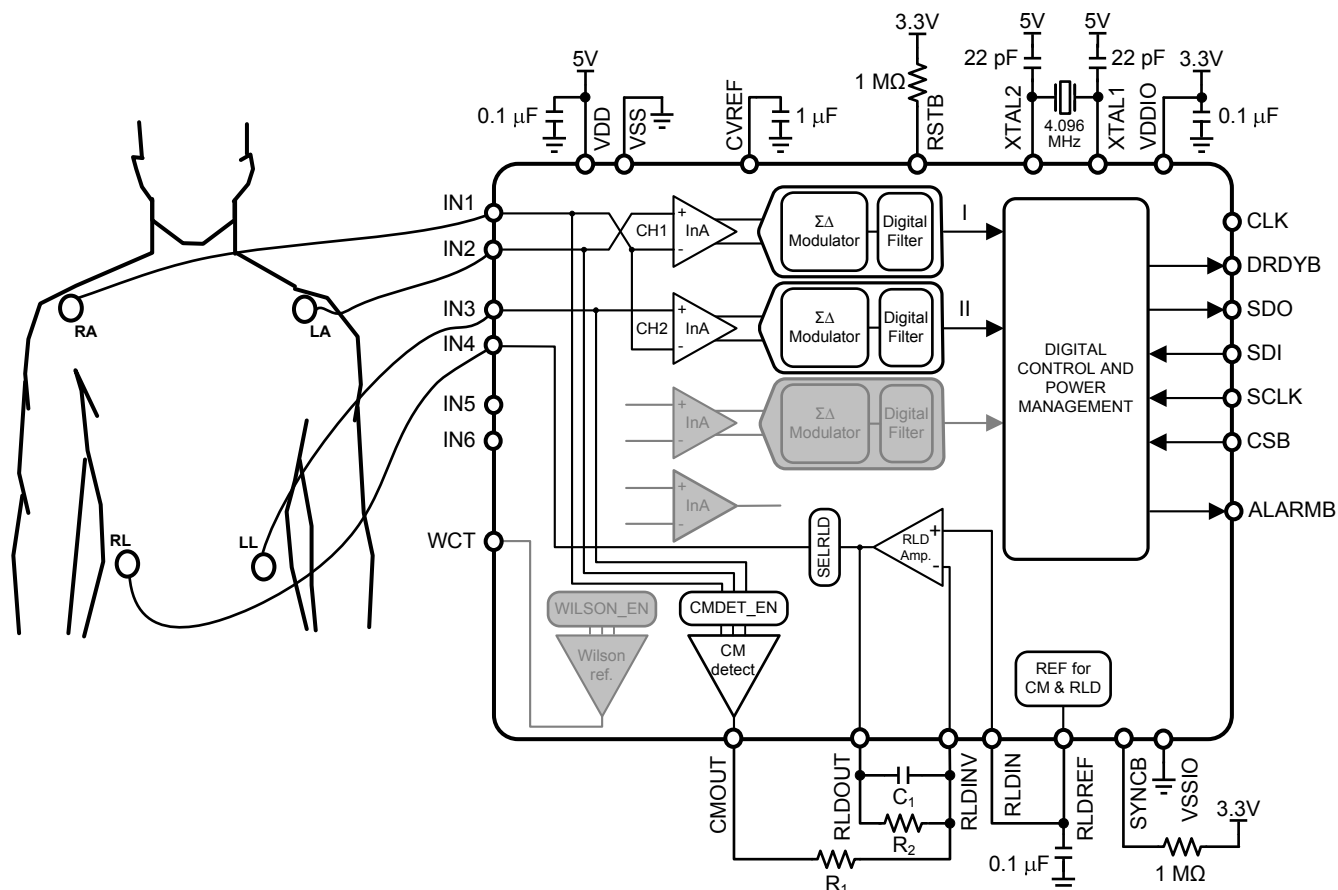 3.3V
5V
5V
5V
22 pF
22 pF
3.3V
1 MΩ
0.1 µF
1 µF
4.096
MHz
0.1 µF
VDD
VSS
CVREF
RSTB
XTAL2
XTAL1
VDDIO
IN1
IN2
IN3
IN4
IN5
IN6
WCT
RA
LA
RL
LL
CH1
+
-
InA
ΣΔ
Modulator
Digital
Filter
I
CH2
+
-
InA
ΣΔ
Modulator
Digital
Filter
II
+
-
InA
ΣΔ
Modulator
Digital
Filter
+
-
InA
DIGITAL
CONTROL AND
POWER
MANAGEMENT
CLK
DRDYB
SDO
SDI
SCLK
CSB
ALARMB
SELRLD
RLD
Amp.
+
-
WILSON_EN
Wilson
ref.
CMDET_EN
CM
detect
REF for
CM & RLD
CMOUT
RLDOUT
RLDINV
RLDIN
RLDREF
SYNCB
VSSIO
C1
R2
R1
0.1 µF
3.3V
1 MΩ